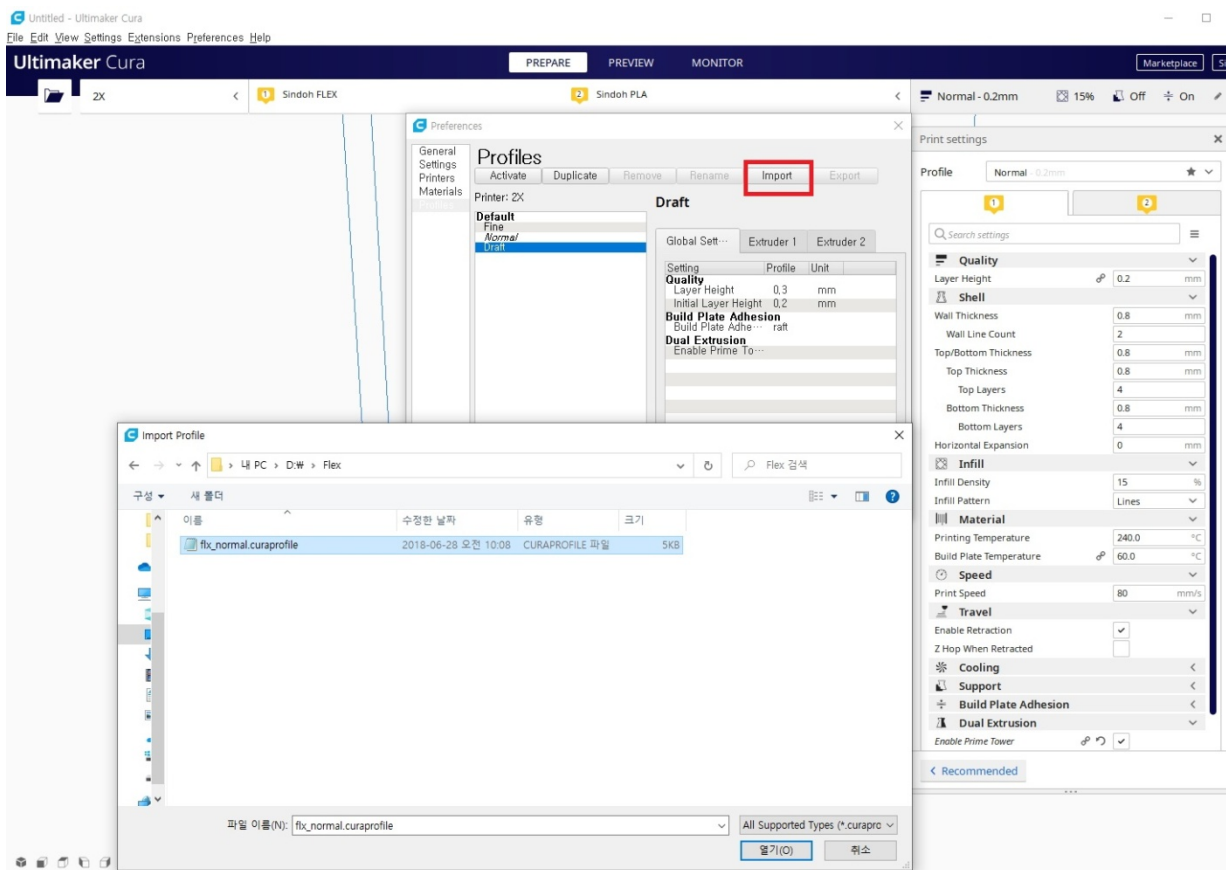 Untitled - Ultimaker Cura
File Edit View Settings Extensions Preferences Help
Ultimaker Cura
PREPARE PREVIEW MONITOR
Marketplace
2X
1 Sindoh FLEX
2 Sindoh PLA
Normal - 0.2mm 15% Off On
Preferences
General
Settings
Printers
Materials
Profiles
Profiles
Activate Duplicate Remove Rename Import Export
Printer: 2X
Default
Fine
Normal
Draft
Draft
Global Sett··· Extruder 1 Extruder 2
Setting Profile Unit
Quality
Layer Height 0,3 mm
Initial Layer Height 0,2 mm
Build Plate Adhesion
Build Plate Adhe··· raft
Dual Extrusion
Enable Prime To···
Print settings
Profile Normal - 0.2mm
1 2
Search settings
Quality
Layer Height 0.2 mm
Shell
Wall Thickness 0.8 mm
Wall Line Count 2
Top/Bottom Thickness 0.8 mm
Top Thickness 0.8 mm
Top Layers 4
Bottom Thickness 0.8 mm
Bottom Layers 4
Horizontal Expansion 0 mm
Infill
Infill Density 15 %
Infill Pattern Lines
Material
Printing Temperature 240.0 °C
Build Plate Temperature 60.0 °C
Speed
Print Speed 80 mm/s
Travel
Enable Retraction
Z Hop When Retracted
Cooling
Support
Build Plate Adhesion
Dual Extrusion
Enable Prime Tower
Recommended
Import Profile
내 PC > D:₩ > Flex
Flex 검색
구성 새 폴더
이름 수정한 날짜 유형 크기
flx_normal.curaprofile 2018-06-28 오전 10:08 CURAPROFILE 파일 5KB
파일 이름(N): flx_normal.curaprofile
All Supported Types (*.curaprc
열기(O) 취소